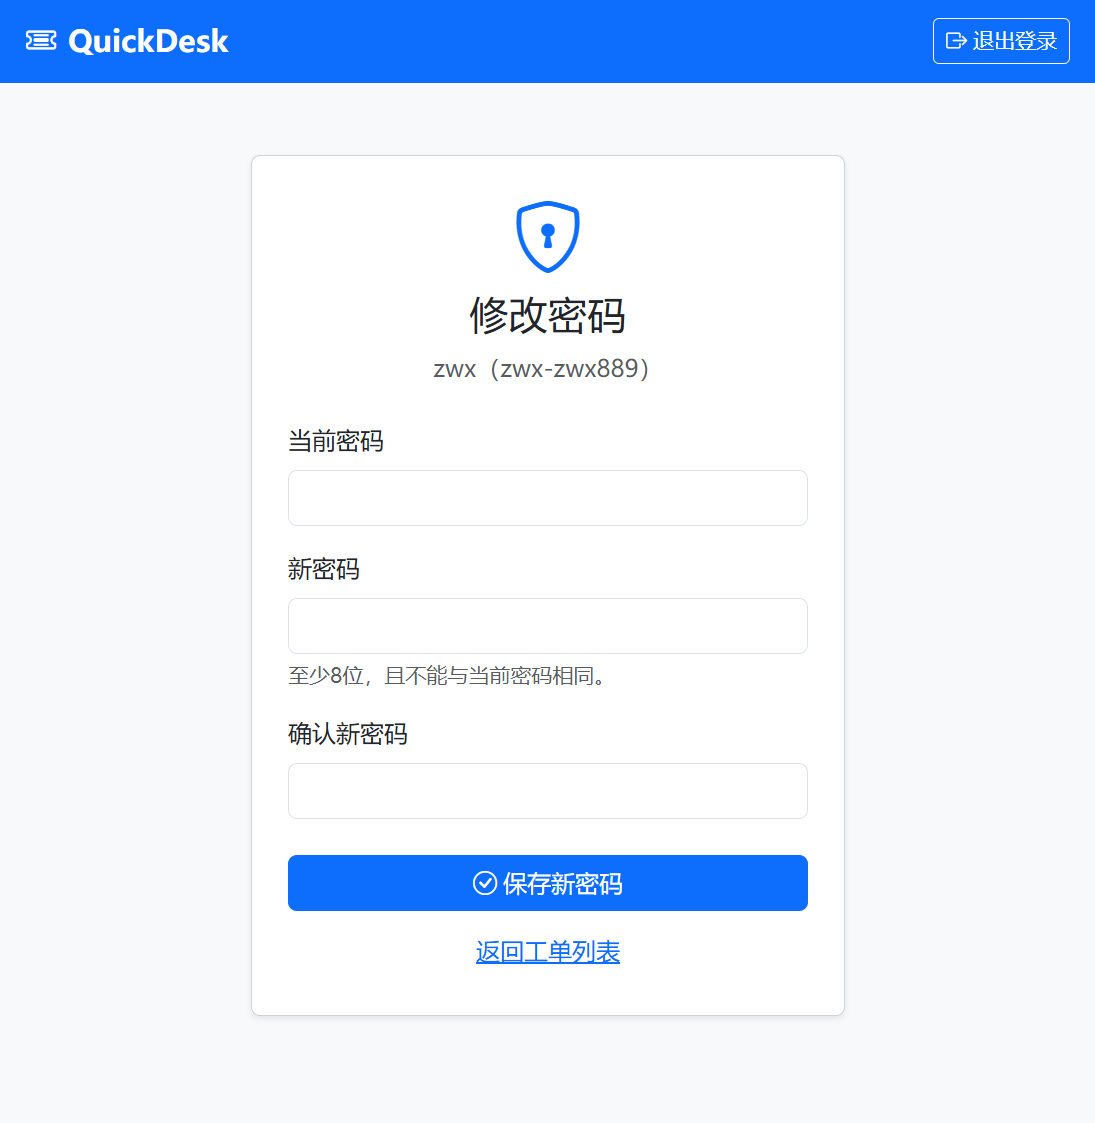 QuickDesk
退出登录
修改密码
zwx（zwx-zwx889）
当前密码
新密码
至少8位，且不能与当前密码相同。
确认新密码
保存新密码
返回工单列表